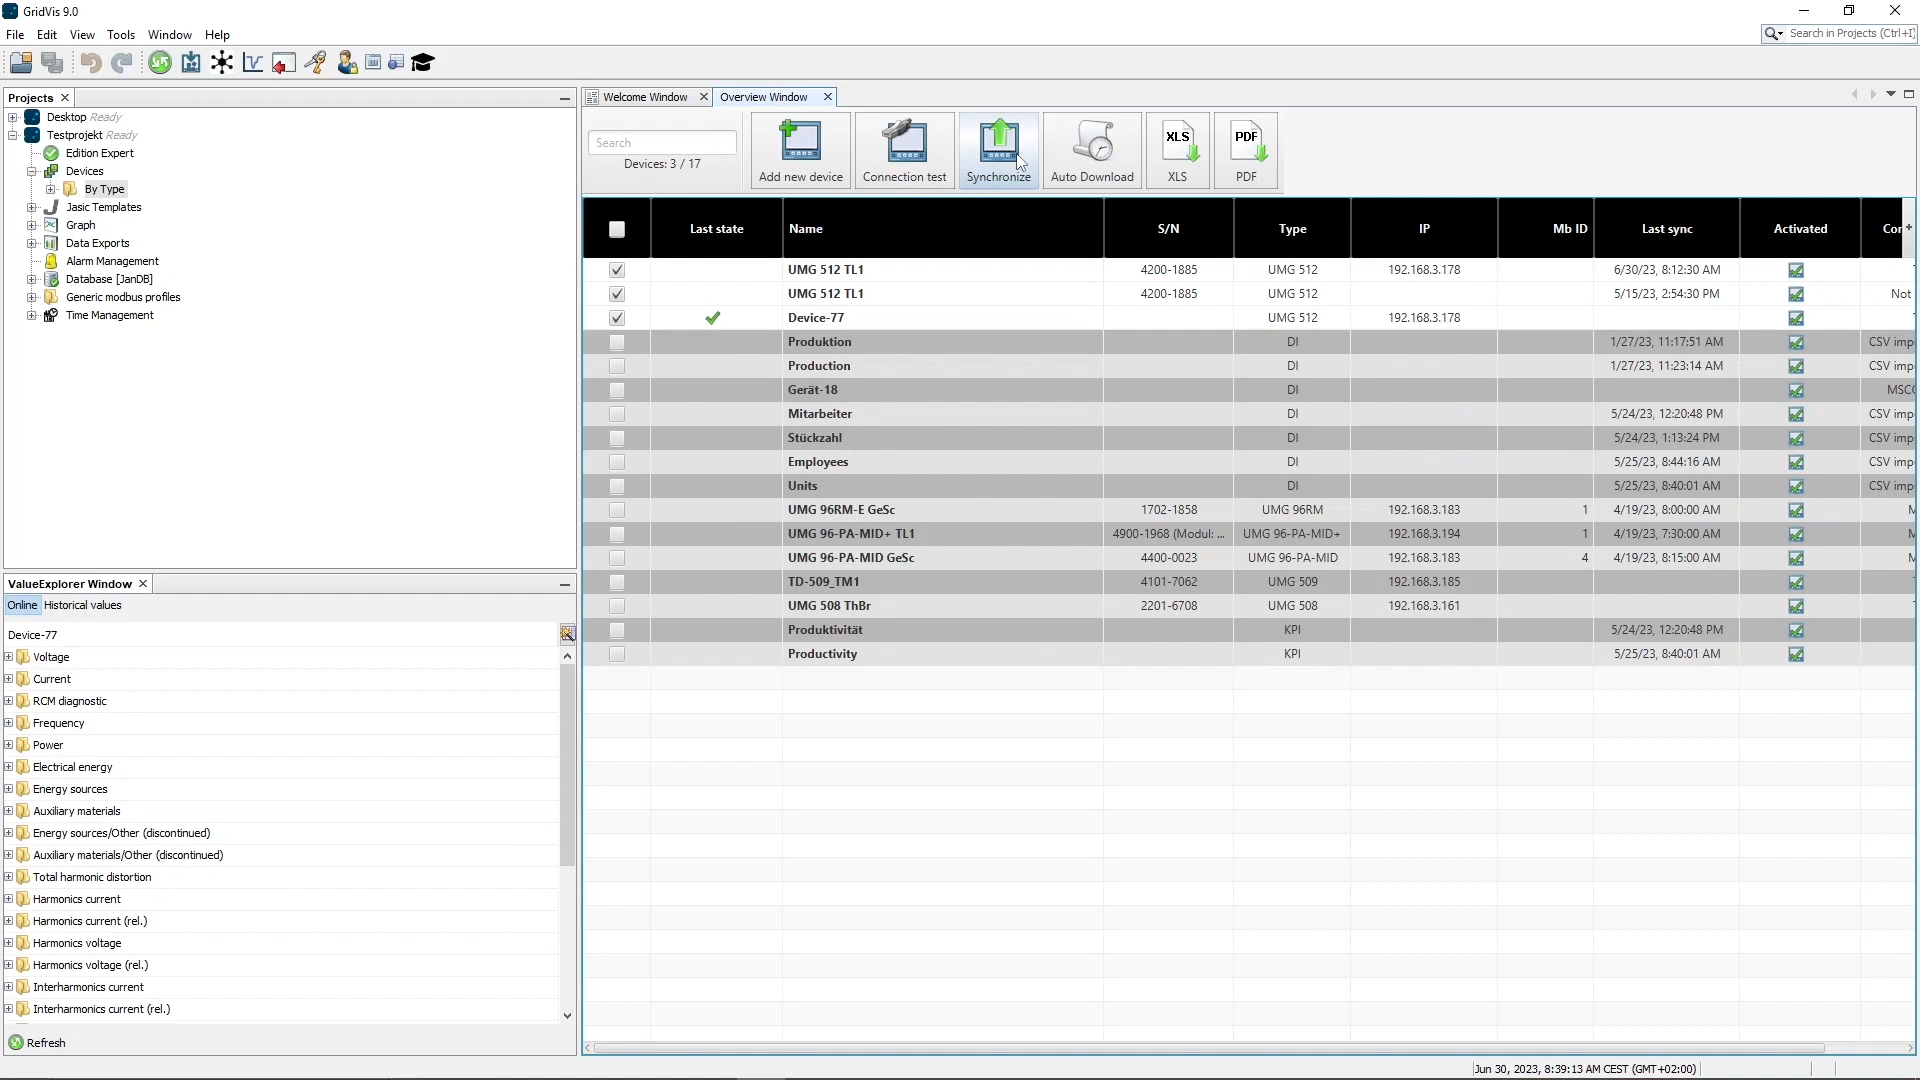 GridVis 9.0
File Edit View Tools Window Help
Search in Projects (Ctrl+I)
Projects
Desktop Ready
Testprojekt Ready
Edition Expert
Devices
By Type
Jasic Templates
Graph
Data Exports
Alarm Management
Database [JanDB]
Generic modbus profiles
Time Management
ValueExplorer Window
Online Historical values
Device-77
Voltage
Current
RCM diagnostic
Frequency
Power
Electrical energy
Energy sources
Auxiliary materials
Energy sources/Other (discontinued)
Auxiliary materials/Other (discontinued)
Total harmonic distortion
Harmonics current
Harmonics current (rel.)
Harmonics voltage
Harmonics voltage (rel.)
Interharmonics current
Interharmonics current (rel.)
Refresh
Welcome Window Overview Window
Search
Devices: 3 / 17
Add new device
Connection test
Synchronize
Auto Download
XLS
XLS
PDF
PDF
Last state Name S/N Type IP Mb ID Last sync Activated Cor
UMG 512 TL1 4200-1885 UMG 512 192.168.3.178 6/30/23, 8:12:30 AM
UMG 512 TL1 4200-1885 UMG 512 5/15/23, 2:54:30 PM Not
Device-77 UMG 512 192.168.3.178
Produktion DI 1/27/23, 11:17:51 AM CSV imp
Production DI 1/27/23, 11:23:14 AM CSV imp
Gerät-18 DI MSC
Mitarbeiter DI 5/24/23, 12:20:48 PM CSV imp
Stückzahl DI 5/24/23, 1:13:24 PM CSV imp
Employees DI 5/25/23, 8:44:16 AM CSV imp
Units DI 5/25/23, 8:40:01 AM CSV imp
UMG 96RM-E GeSc 1702-1858 UMG 96RM 192.168.3.183 1 4/19/23, 8:00:00 AM
UMG 96-PA-MID+ TL1 4900-1968 (Modul: ... UMG 96-PA-MID+ 192.168.3.194 1 4/19/23, 7:30:00 AM
UMG 96-PA-MID GeSc 4400-0023 UMG 96-PA-MID 192.168.3.183 4 4/19/23, 8:15:00 AM
TD-509_TM1 4101-7062 UMG 509 192.168.3.185
UMG 508 ThBr 2201-6708 UMG 508 192.168.3.161
Produktivität KPI 5/24/23, 12:20:48 PM
Productivity KPI 5/25/23, 8:40:01 AM
Jun 30, 2023, 8:39:13 AM CEST (GMT+02:00)